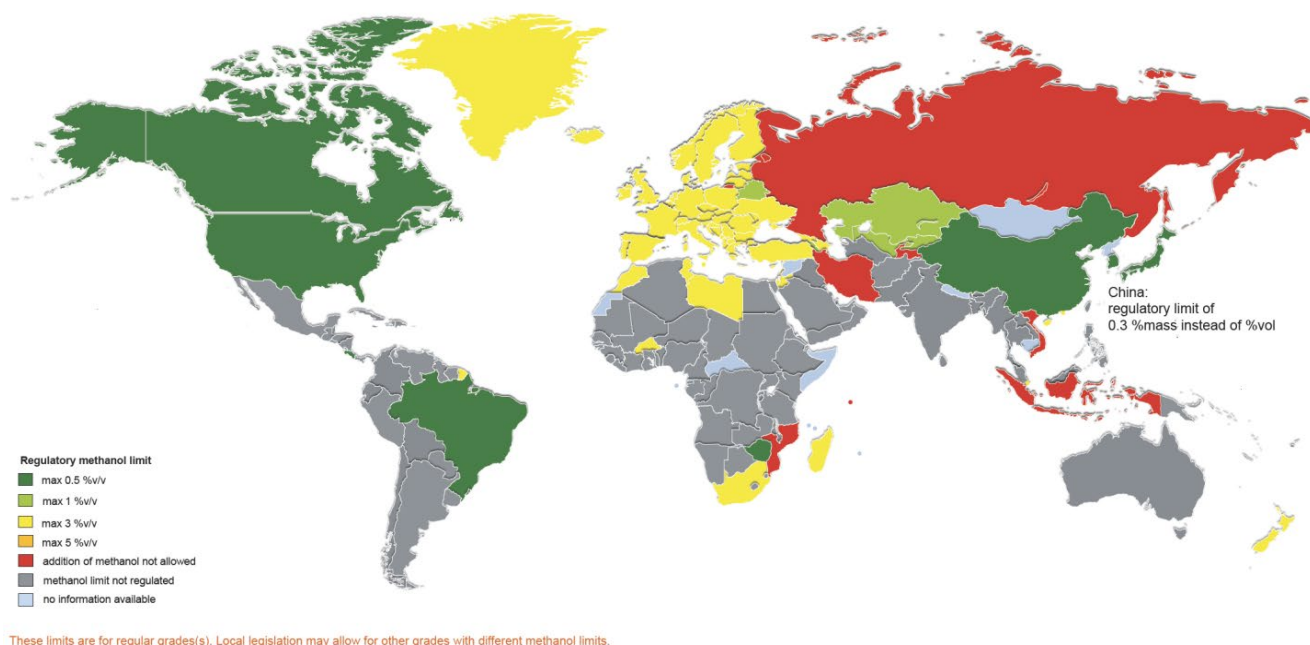 China:
regulatory limit of
0.3 %mass instead of %vol
Regulatory methanol limit
max 0.5 %v/v
max 1 %v/v
max 3 %v/v
max 5 %v/v
addition of methanol not allowed
methanol limit not regulated
no information available
These limits are for regular grades(s). Local legislation may allow for other grades with different methanol limits.